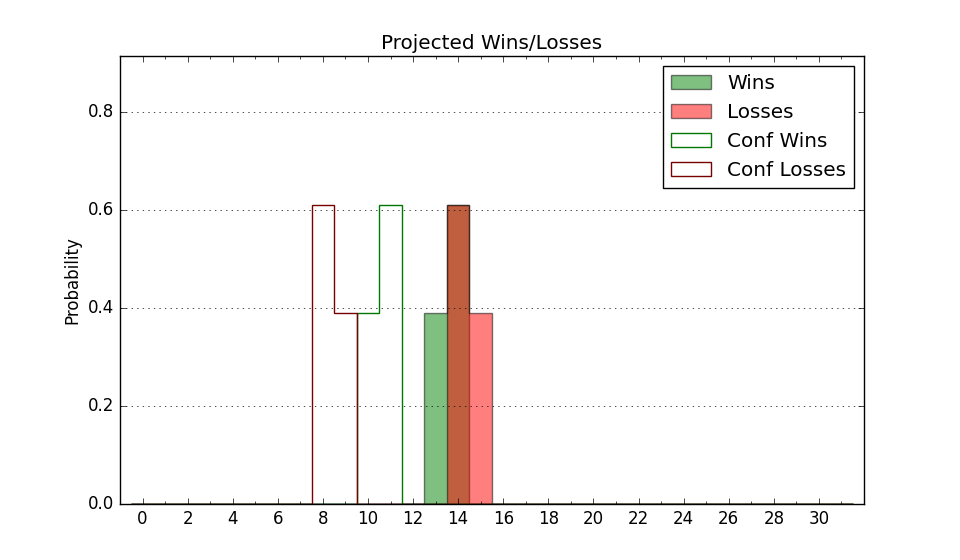 Projected Wins/Losses
Wins
Losses
Conf Wins
Conf Losses
Probability
0.8
0.6
0.4
0.2
0.0
0 2 4 6 8 10 12 14 16 18 20 22 24 26 28 30